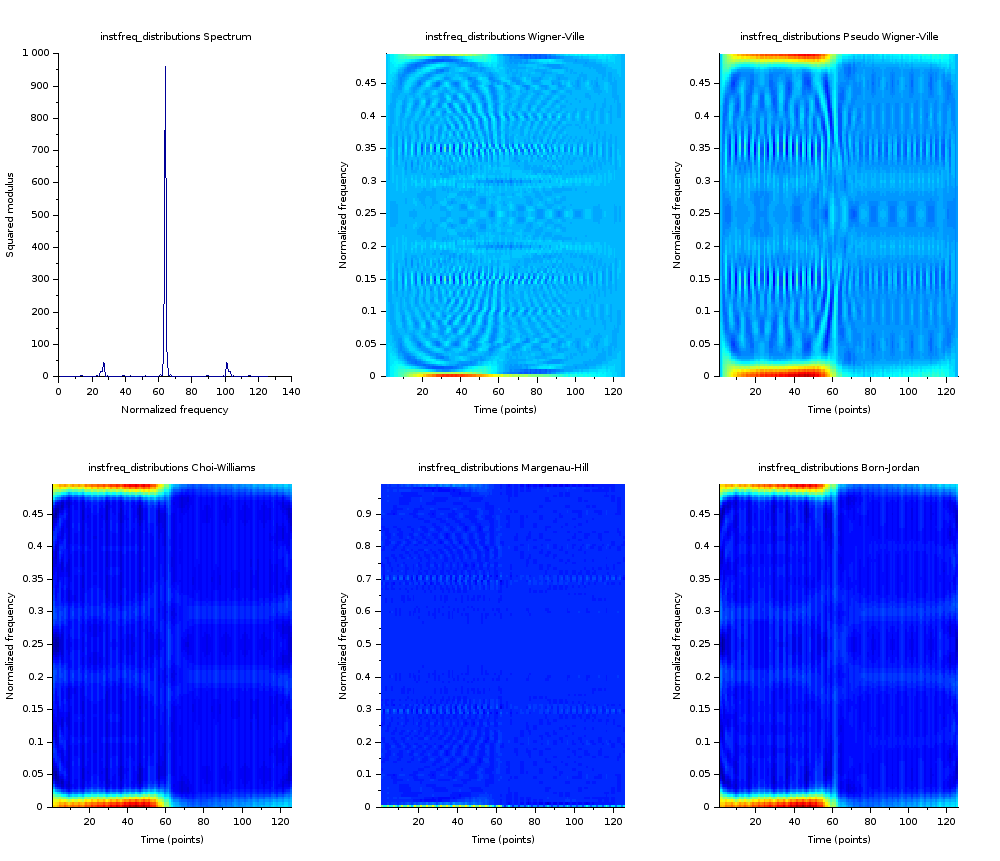 instfreq_distributions Spectrum
1 000
900
800
700
600
500
400
300
200
100
0
Squared modulus
0 20 40 60 80 100 120 140
Normalized frequency
instfreq_distributions Wigner-Ville
0.45
0.4
0.35
0.3
0.25
0.2
0.15
0.1
0.05
0
Normalized frequency
20 40 60 80 100 120
Time (points)
instfreq_distributions Pseudo Wigner-Ville
0.45
0.4
0.35
0.3
0.25
0.2
0.15
0.1
0.05
0
Normalized frequency
20 40 60 80 100 120
Time (points)
instfreq_distributions Choi-Williams
0.45
0.4
0.35
0.3
0.25
0.2
0.15
0.1
0.05
0
Normalized frequency
20 40 60 80 100 120
Time (points)
instfreq_distributions Margenau-Hill
0.9
0.8
0.7
0.6
0.5
0.4
0.3
0.2
0.1
0
Normalized frequency
20 40 60 80 100 120
Time (points)
instfreq_distributions Born-Jordan
0.45
0.4
0.35
0.3
0.25
0.2
0.15
0.1
0.05
0
Normalized frequency
20 40 60 80 100 120
Time (points)